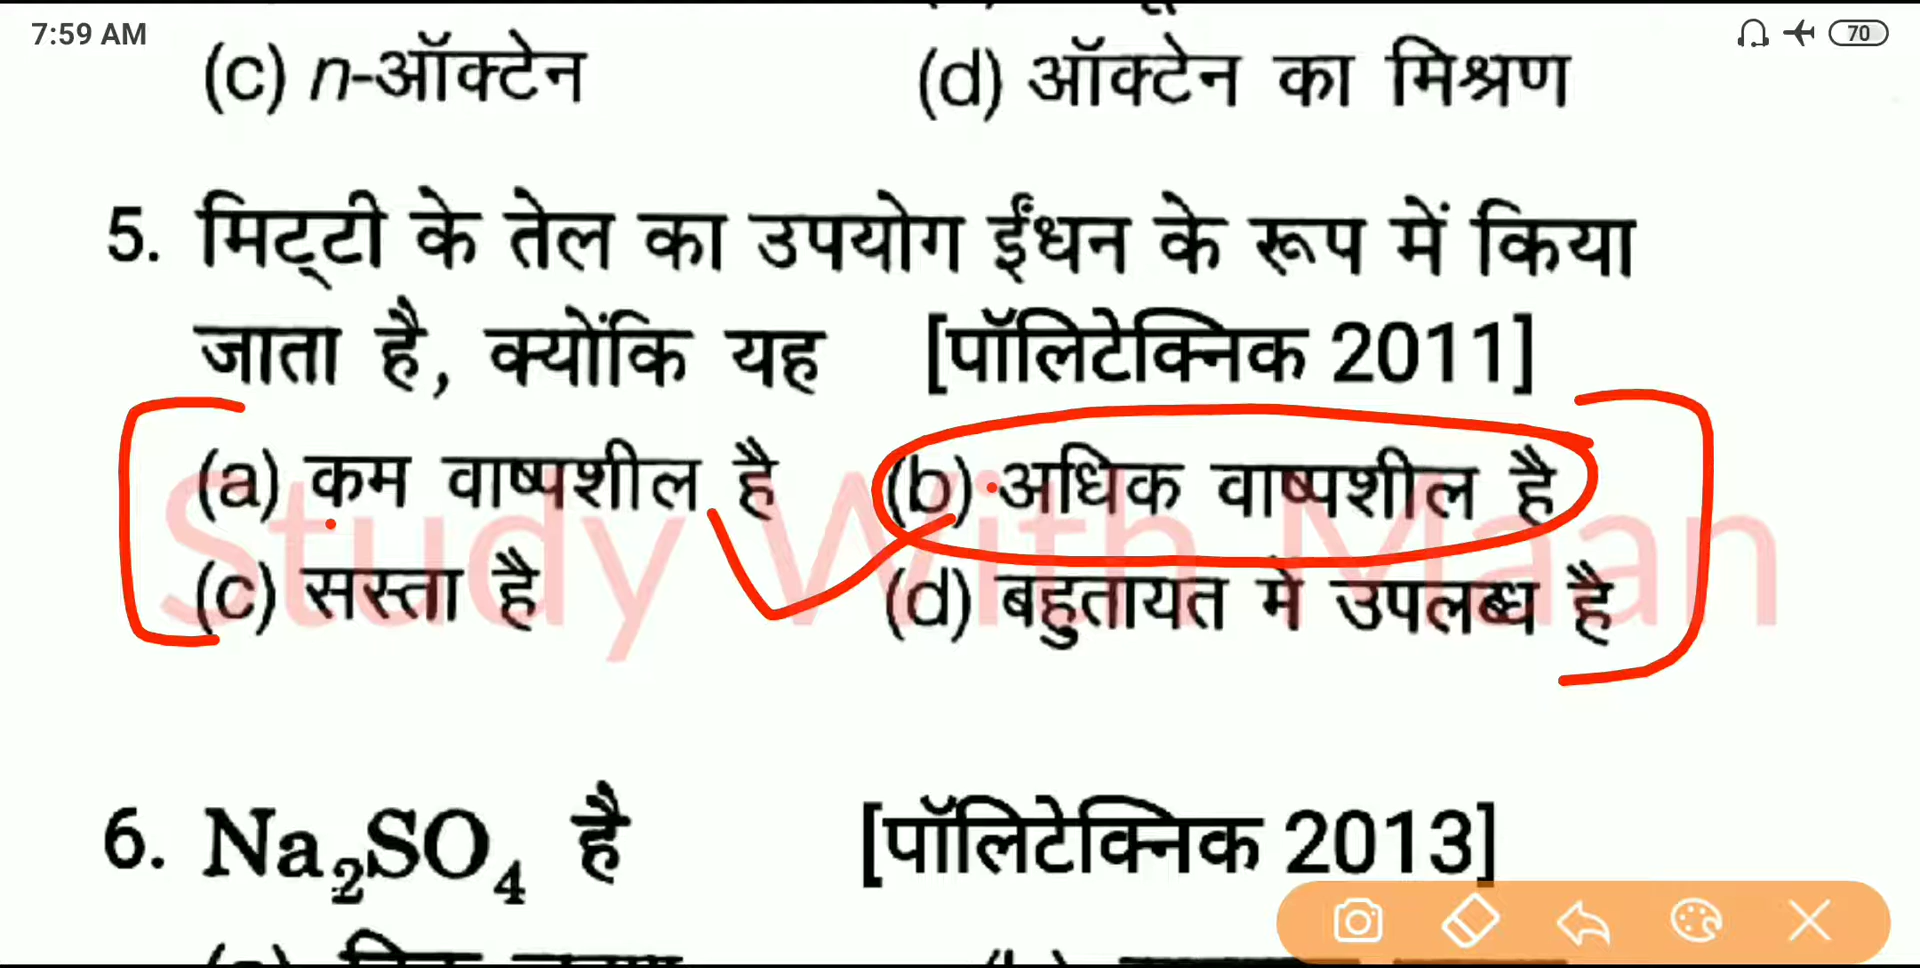 7:59 AM
70
(c) n-ऑक्टेन (d) ऑक्टेन का मिश्रण
5. मिट्टी के तेल का उपयोग ईंधन के रूप में किया
जाता है, क्योंकि यह [पॉलिटेक्निक 2011]
(a) कम वाष्पशील है (b) अधिक वाष्पशील है
(c) सस्ता है (d) बहुतायत में उपलब्ध है
Study With Maan
6. Na₂SO₄ है [पॉलिटेक्निक 2013]